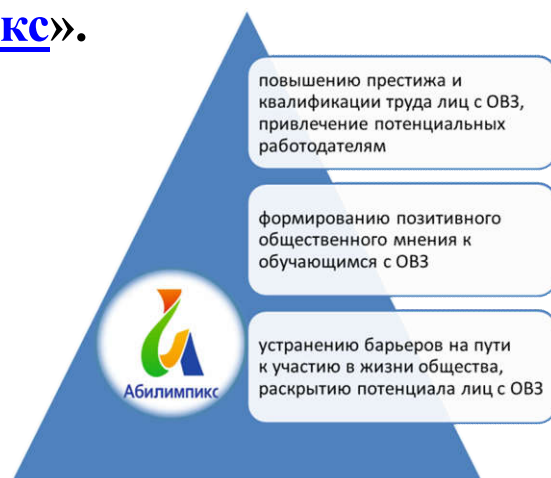 кс».
повышению престижа и
квалификации труда лиц с ОВЗ,
привлечение потенциальных
работодателям
формированию позитивного
общественного мнения к
обучающимся с ОВЗ
устранению барьеров на пути
к участию в жизни общества,
раскрытию потенциала лиц с ОВЗ
Абилимпикс